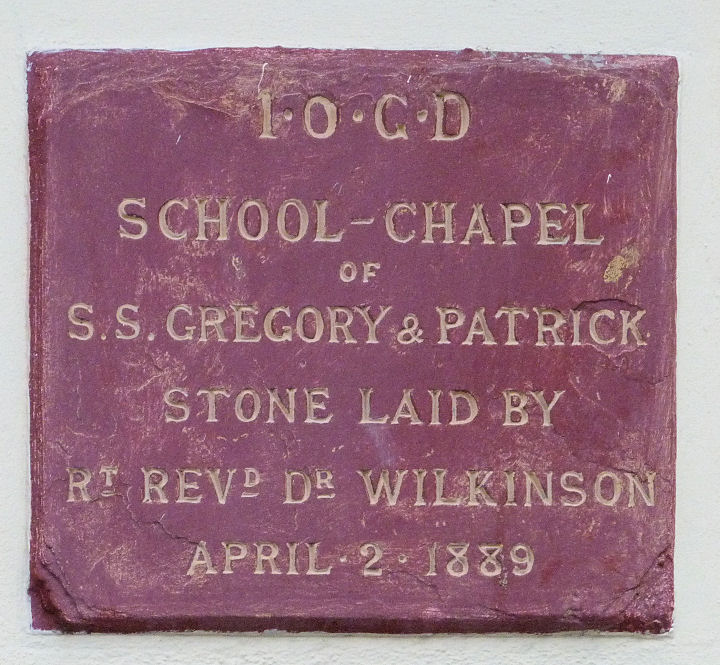 I·O·G·D
SCHOOL-CHAPEL
OF
S.S. GREGORY & PATRICK
STONE LAID BY
RT REVD DR WILKINSON
APRIL·2·1889